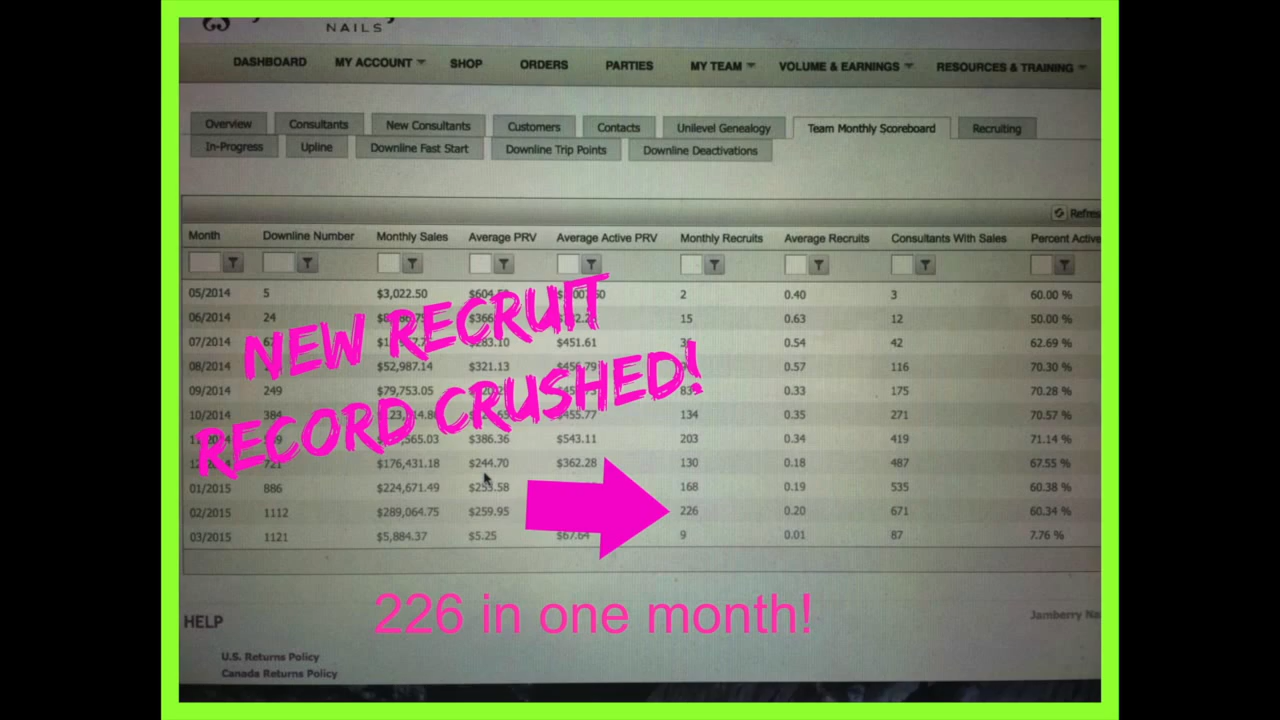 NAILS
DASHBOARD MY ACCOUNT SHOP ORDERS PARTIES MY TEAM VOLUME & EARNINGS RESOURCES & TRAINING
Overview Consultants New Consultants Customers Contacts Unilevel Genealogy Team Monthly Scoreboard Recruiting
In-Progress Upline Downline Fast Start Downline Trip Points Downline Deactivations
Refres
Month Downline Number Monthly Sales Average PRV Average Active PRV Monthly Recruits Average Recruits Consultants With Sales Percent Active
05/2014 5 $3,022.50 2 0.40 3 60.00 %
06/2014 24 15 0.63 12 50.00 %
07/2014 $451.61 0.54 42 62.69 %
08/2014 $52,987.14 $321.13 0.57 116 70.30 %
09/2014 249 $79,753.05 0.33 175 70.28 %
10/2014 384 134 0.35 271 70.57 %
$386.36 $543.11 203 0.34 419 71.14 %
$176,431.18 $244.70 $362.28 130 0.18 487 67.55 %
01/2015 886 $224,671.49 168 0.19 535 60.38 %
02/2015 1112 $289,064.75 $259.95 226 0.20 671 60.34 %
03/2015 1121 $5,884.37 $5.25 $67.64 9 0.01 87 7.76 %
NEW RECRUIT
RECORD CRUSHED!
226 in one month!
HELP
Jamberry Na
U.S. Returns Policy
Canada Returns Policy